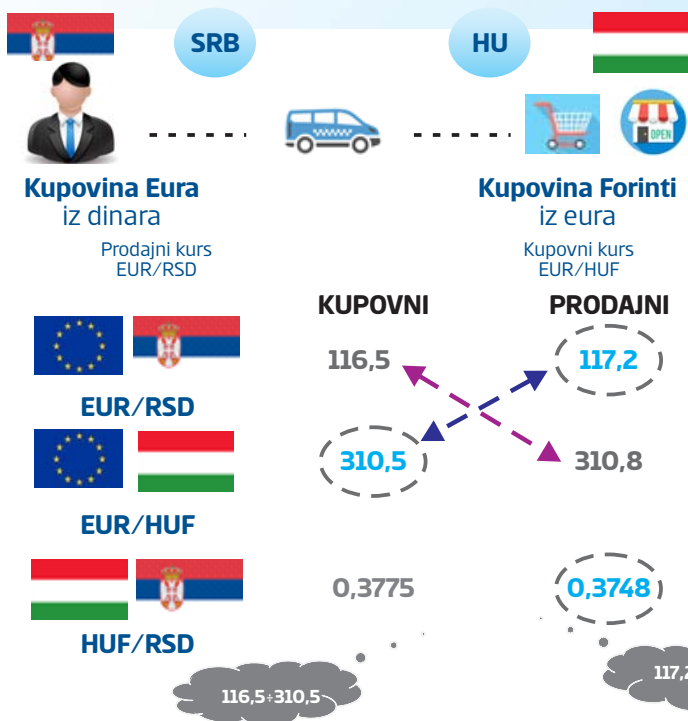 SRB
HU
OPEN
Kupovina Eura
iz dinara
Prodajni kurs
EUR/RSD
Kupovina Forinti
iz eura
Kupovni kurs
EUR/HUF
KUPOVNI
PRODAJNI
116,5
117,2
EUR/RSD
310,5
310,8
EUR/HUF
0,3775
0,3748
HUF/RSD
116,5÷310,5
117,2